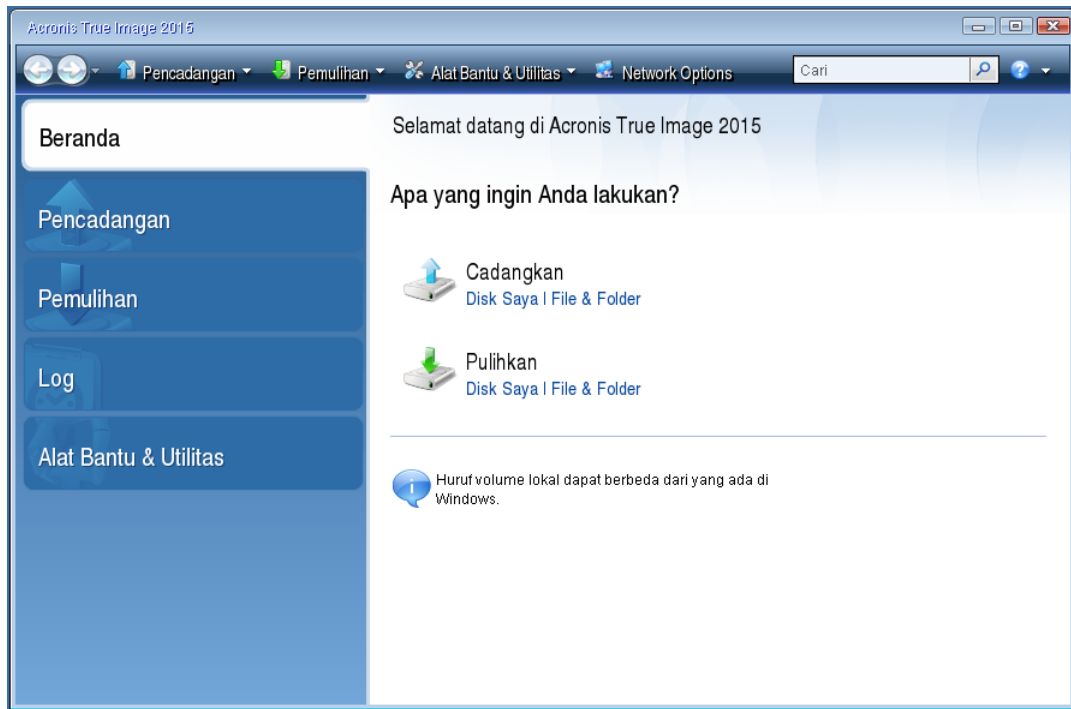 Acronis True Image 2015
Pencadangan Pemulihan Alat Bantu & Utilitas Network Options Cari
Beranda
Pencadangan
Pemulihan
Log
Alat Bantu & Utilitas
Selamat datang di Acronis True Image 2015
Apa yang ingin Anda lakukan?
Cadangkan
Disk Saya | File & Folder
Pulihkan
Disk Saya | File & Folder
Huruf volume lokal dapat berbeda dari yang ada di
Windows.